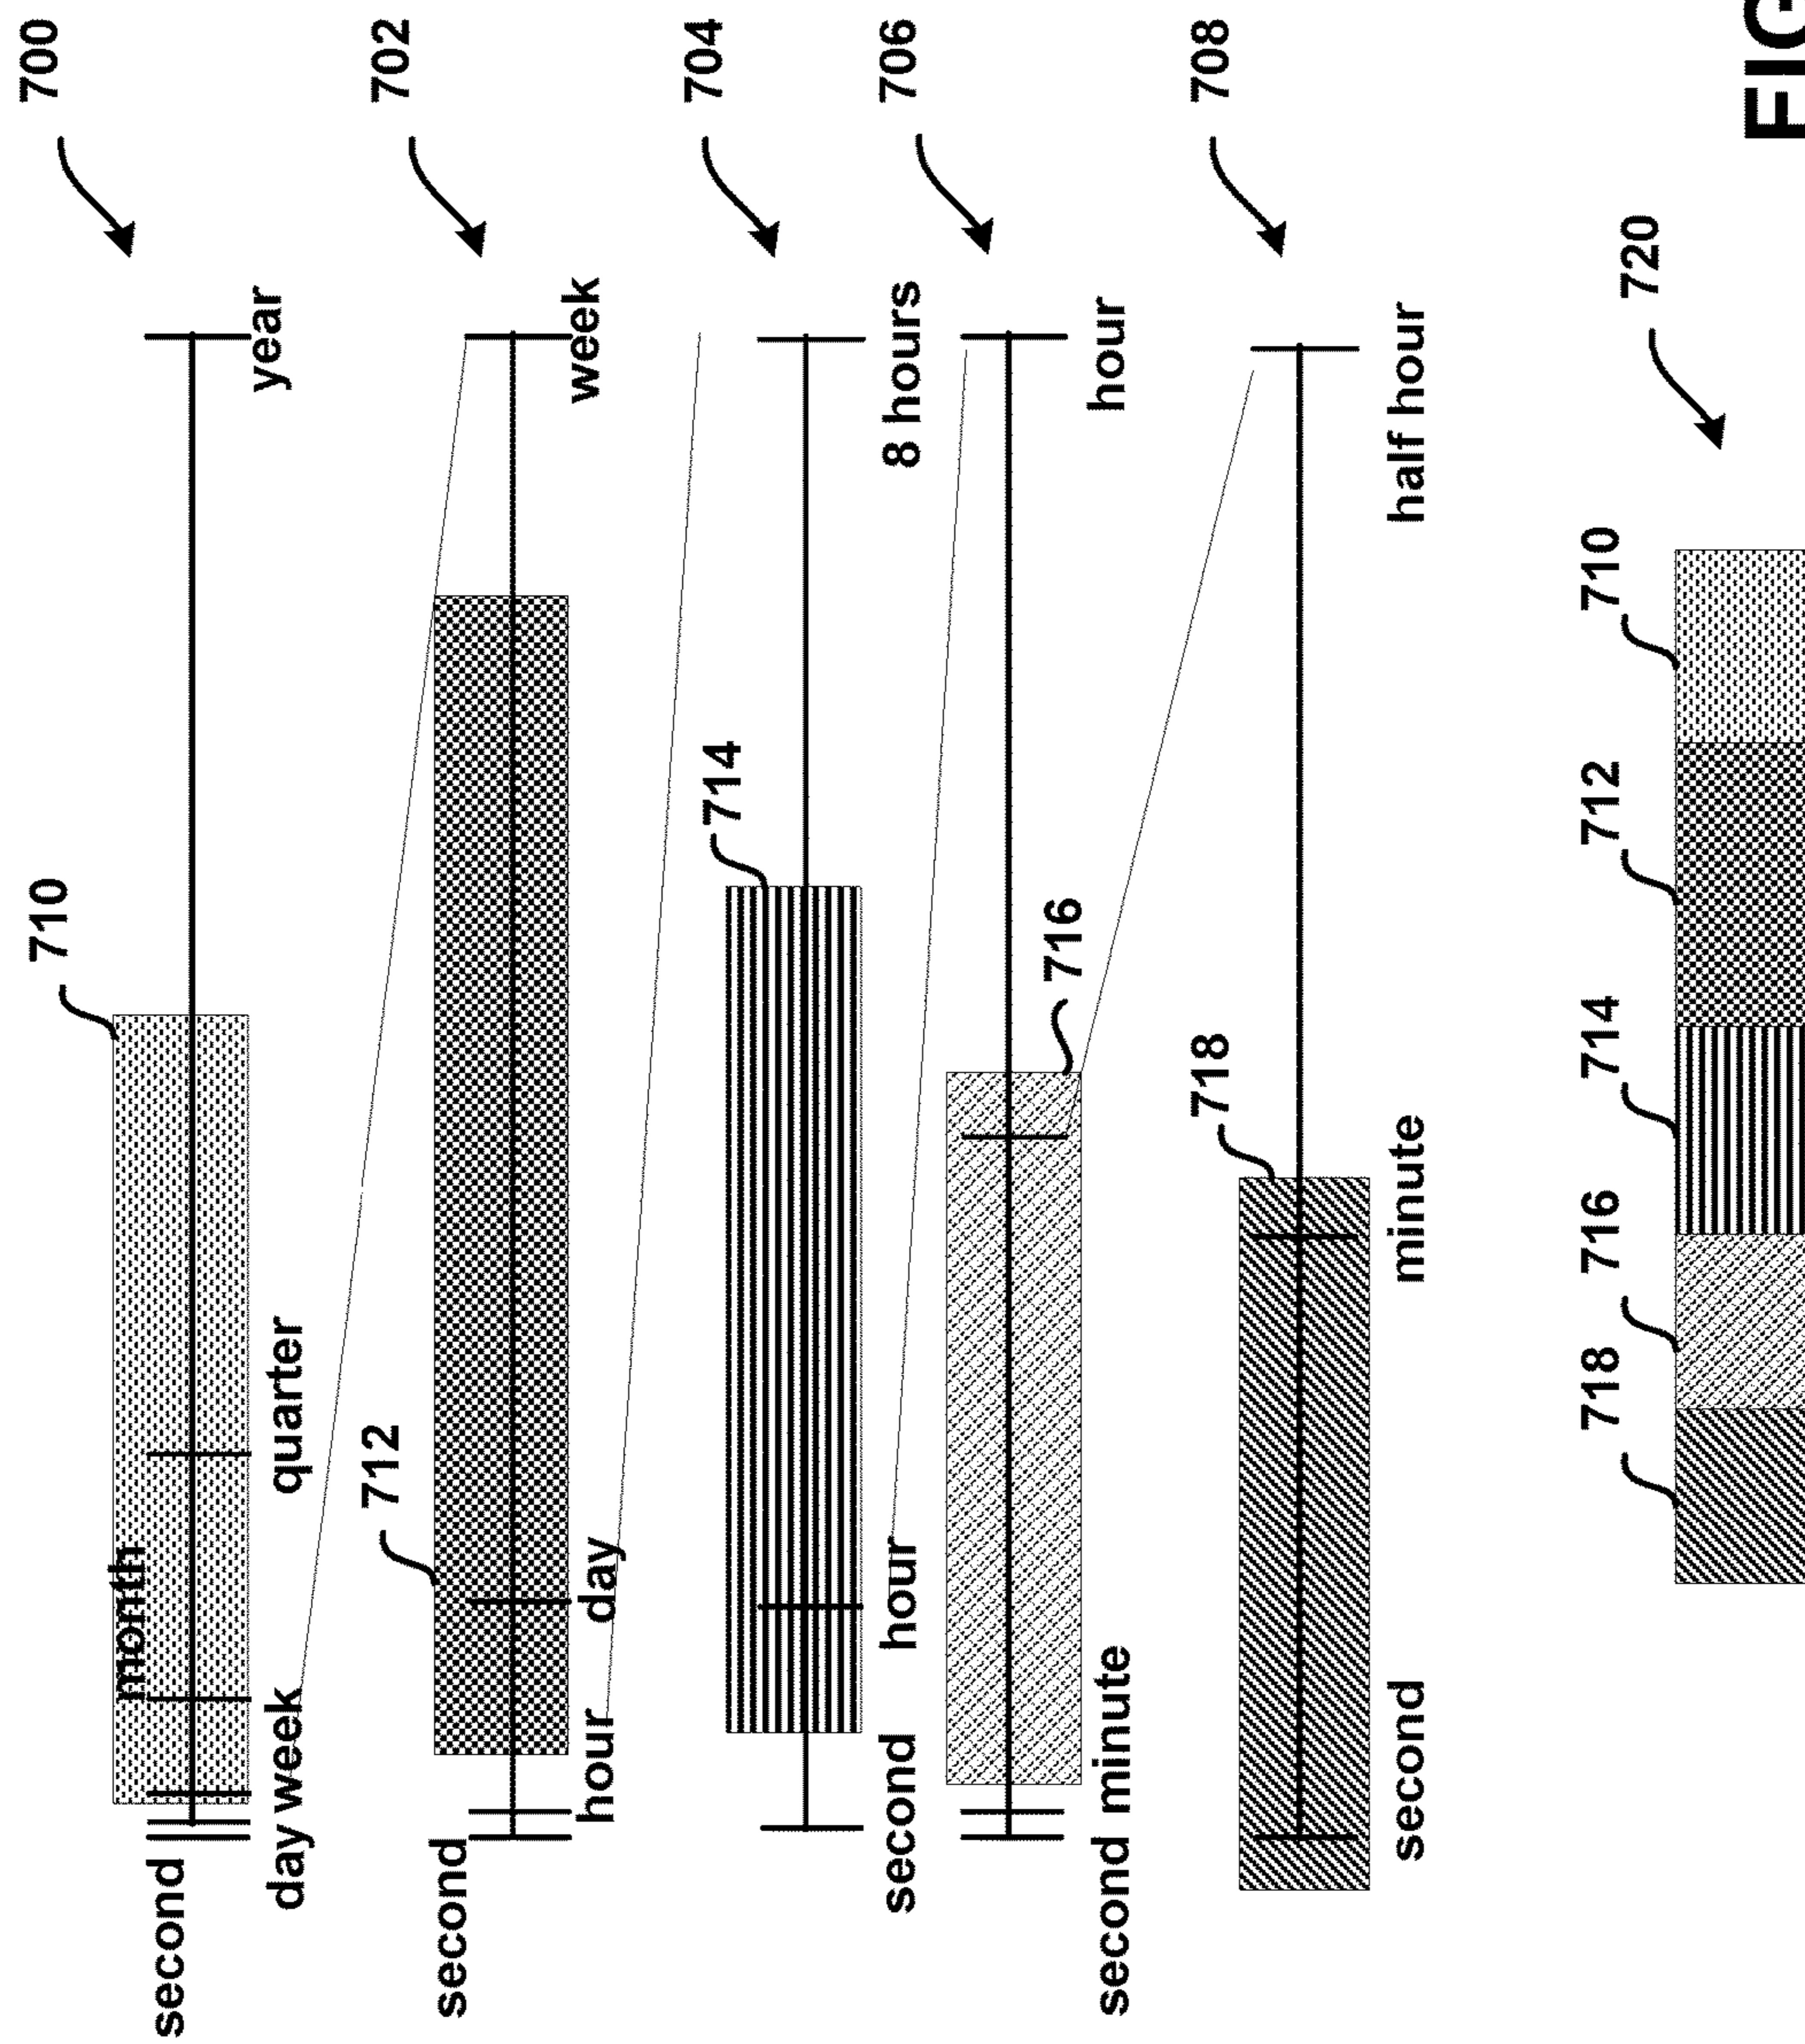 700
710
month
second
day week
quarter
year
702
712
second
hour
day
week
704
714
second
hour
8 hours
706
716
second minute
hour
708
718
second
minute
half hour
720
718
716
714
712
710
FIG